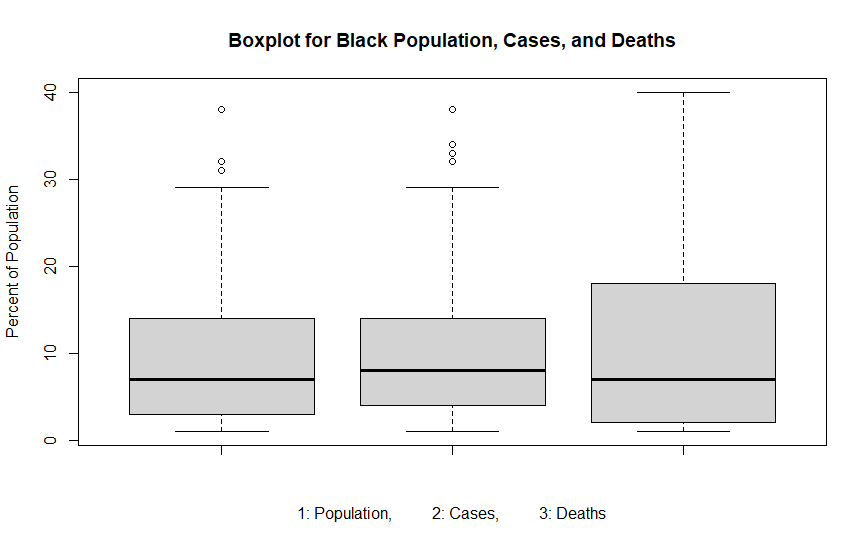 Boxplot for Black Population, Cases, and Deaths
Percent of Population
40
30
20
10
0
1: Population, 2: Cases, 3: Deaths